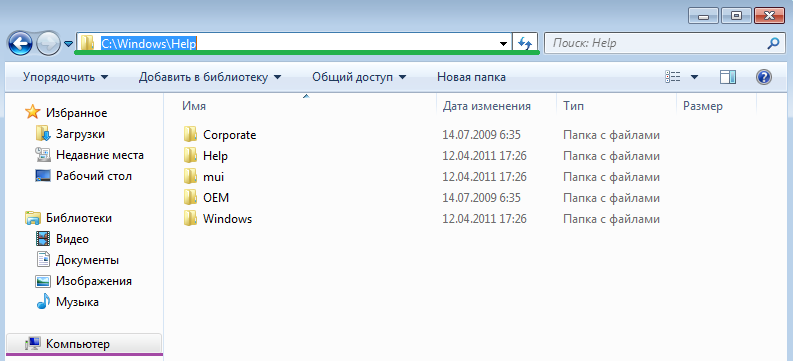 C:\Windows\Help
Поиск: Help
Упорядочить Добавить в библиотеку Общий доступ Новая папка
Имя Дата изменения Тип Размер
Избранное
Загрузки
Недавние места
Рабочий стол
Библиотеки
Видео
Документы
Изображения
Музыка
Компьютер
Corporate 14.07.2009 6:35 Папка с файлами
Help 12.04.2011 17:26 Папка с файлами
mui 12.04.2011 17:26 Папка с файлами
OEM 14.07.2009 6:35 Папка с файлами
Windows 12.04.2011 17:26 Папка с файлами